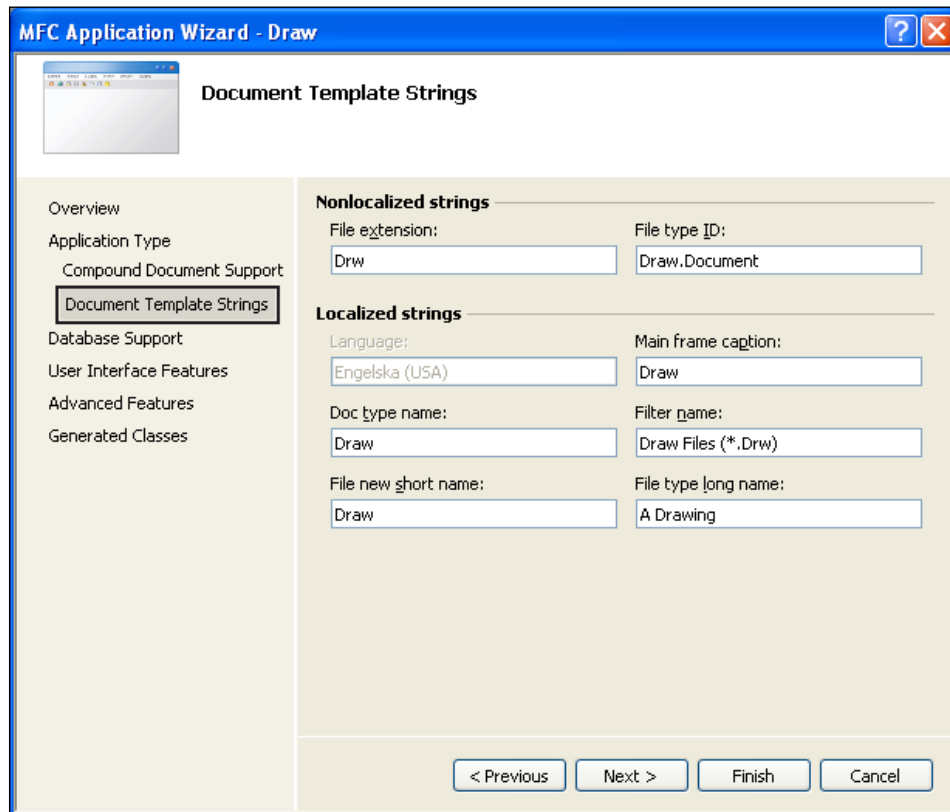 MFC Application Wizard - Draw
Document Template Strings
Overview
Application Type
Compound Document Support
Document Template Strings
Database Support
User Interface Features
Advanced Features
Generated Classes
Nonlocalized strings
File extension: File type ID:
Drw Draw.Document
Localized strings
Language: Main frame caption:
Engelska (USA) Draw
Doc type name: Filter name:
Draw Draw Files (*.Drw)
File new short name: File type long name:
Draw A Drawing
< Previous Next > Finish Cancel